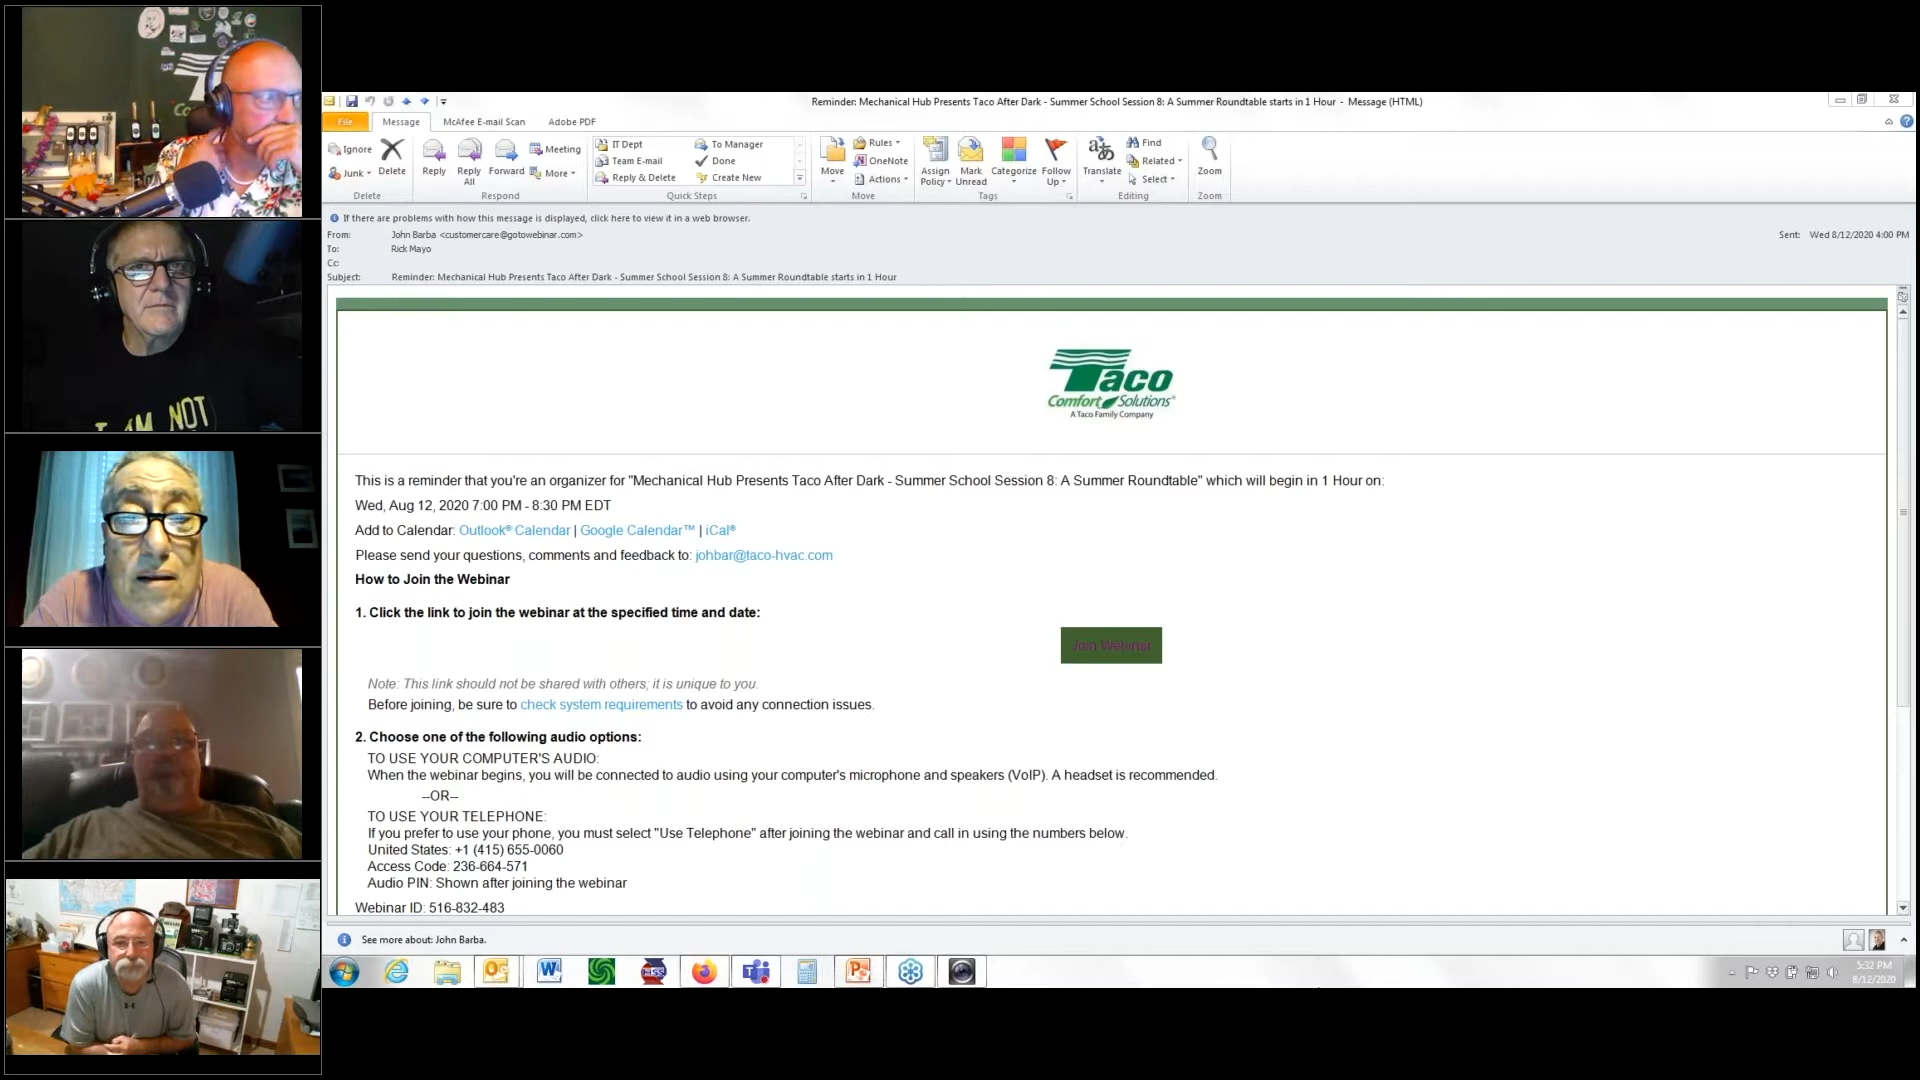 I AM NOT
Reminder: Mechanical Hub Presents Taco After Dark - Summer School Session 8: A Summer Roundtable starts in 1 Hour - Message (HTML)
File Message McAfee E-mail Scan Adobe PDF
Ignore
Junk
Delete
Delete
Reply
Reply All
Forward
Meeting
More
Respond
IT Dept
Team E-mail
Reply & Delete
To Manager
Done
Create New
Quick Steps
Move
Rules
OneNote
Actions
Move
Assign Policy
Mark Unread
Categorize
Follow Up
Tags
Translate
Find
Related
Select
Editing
Zoom
Zoom
If there are problems with how this message is displayed, click here to view it in a web browser.
From: John Barba <customercare@gotowebinar.com>
Sent: Wed 8/12/2020 4:00 PM
To: Rick Mayo
Cc:
Subject: Reminder: Mechanical Hub Presents Taco After Dark - Summer School Session 8: A Summer Roundtable starts in 1 Hour
Taco
Comfort Solutions®
A Taco Family Company
This is a reminder that you're an organizer for "Mechanical Hub Presents Taco After Dark - Summer School Session 8: A Summer Roundtable" which will begin in 1 Hour on:
Wed, Aug 12, 2020 7:00 PM - 8:30 PM EDT
Add to Calendar: Outlook® Calendar | Google Calendar™ | iCal®
Please send your questions, comments and feedback to: johbar@taco-hvac.com
How to Join the Webinar
1. Click the link to join the webinar at the specified time and date:
Join Webinar
Note: This link should not be shared with others; it is unique to you.
Before joining, be sure to check system requirements to avoid any connection issues.
2. Choose one of the following audio options:
TO USE YOUR COMPUTER'S AUDIO:
When the webinar begins, you will be connected to audio using your computer's microphone and speakers (VoIP). A headset is recommended.
--OR--
TO USE YOUR TELEPHONE:
If you prefer to use your phone, you must select "Use Telephone" after joining the webinar and call in using the numbers below.
United States: +1 (415) 655-0060
Access Code: 236-664-571
Audio PIN: Shown after joining the webinar
Webinar ID: 516-832-483
See more about: John Barba.
5:32 PM
8/12/2020